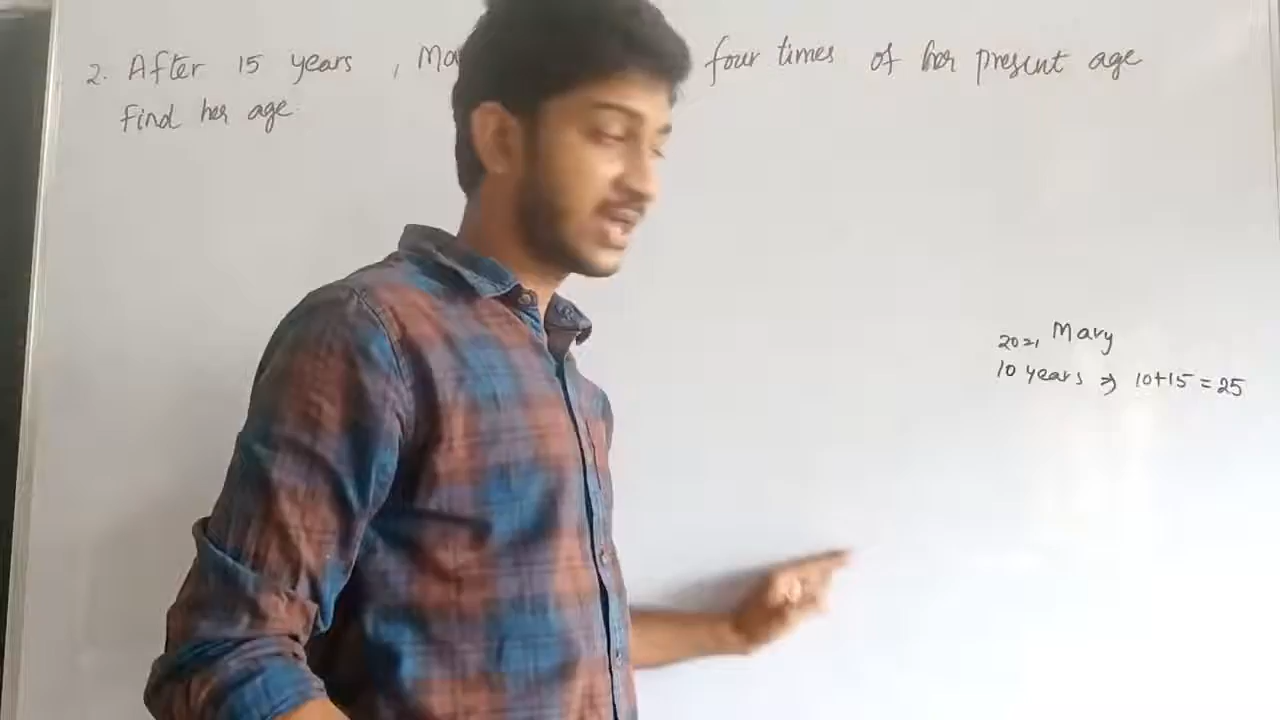 2. After 15 years , Ma four times of her present age
Find her age.
2021 Mary
10 years ⇒ 10+15 = 25